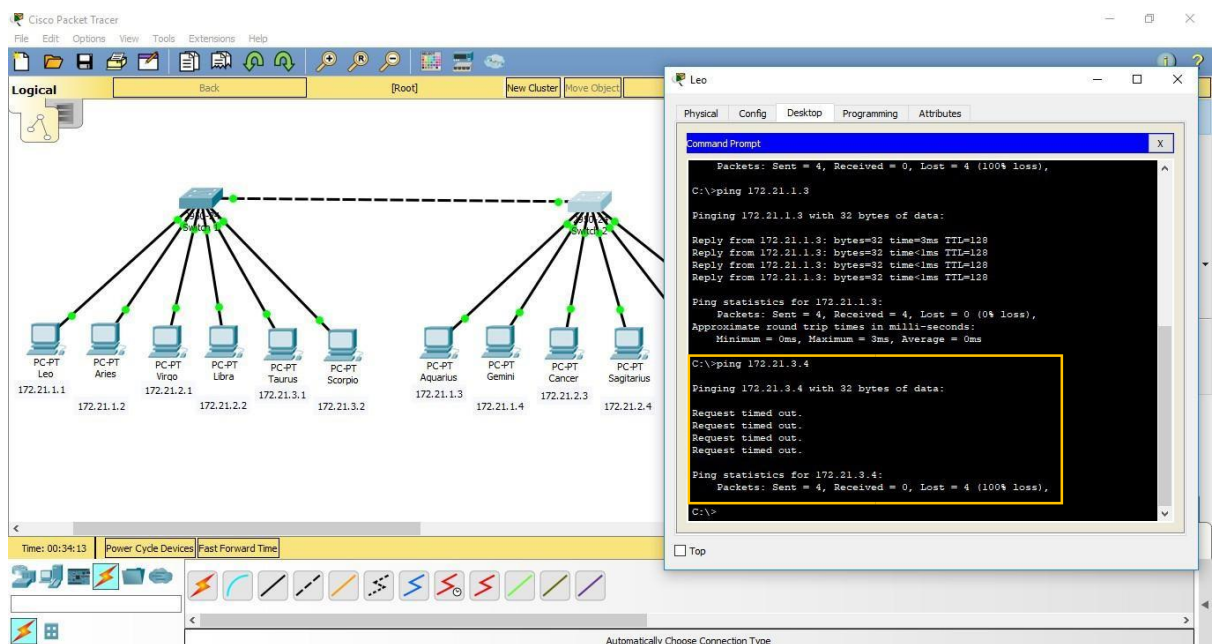 Cisco Packet Tracer
File Edit Options View Tools Extensions Help
Logical
Back
[Root]
New Cluster
Move Object
PC-PT
Leo
172.21.1.1
PC-PT
Aries
172.21.1.2
PC-PT
Virgo
172.21.2.1
PC-PT
Libra
172.21.2.2
PC-PT
Taurus
172.21.3.1
PC-PT
Scorpio
172.21.3.2
PC-PT
Aquarius
172.21.1.3
PC-PT
Gemini
172.21.1.4
PC-PT
Cancer
172.21.2.3
PC-PT
Sagitarius
172.21.2.4
Leo
Physical Config Desktop Programming Attributes
Command Prompt
X
Packets: Sent = 4, Received = 0, Lost = 4 (100% loss),
C:\>ping 172.21.1.3
Pinging 172.21.1.3 with 32 bytes of data:
Reply from 172.21.1.3: bytes=32 time=3ms TTL=128
Reply from 172.21.1.3: bytes=32 time<1ms TTL=128
Reply from 172.21.1.3: bytes=32 time<1ms TTL=128
Reply from 172.21.1.3: bytes=32 time<1ms TTL=128
Ping statistics for 172.21.1.3:
Packets: Sent = 4, Received = 4, Lost = 0 (0% loss),
Approximate round trip times in milli-seconds:
Minimum = 0ms, Maximum = 3ms, Average = 0ms
C:\>ping 172.21.3.4
Pinging 172.21.3.4 with 32 bytes of data:
Request timed out.
Request timed out.
Request timed out.
Request timed out.
Ping statistics for 172.21.3.4:
Packets: Sent = 4, Received = 0, Lost = 4 (100% loss),
C:\>
Top
Time: 00:34:13
Power Cycle Devices
Fast Forward Time
Automatically Choose Connection Type